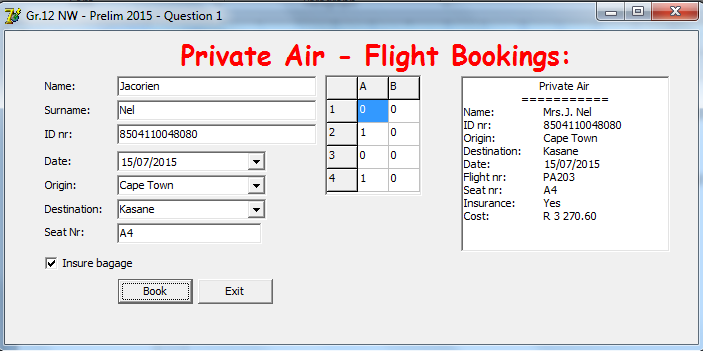 Gr.12 NW - Prelim 2015 - Question 1
Private Air - Flight Bookings:
Name: Jacorien
Surname: Nel
ID nr: 8504110048080
Date: 15/07/2015
Origin: Cape Town
Destination: Kasane
Seat Nr: A4
Insure bagage
Book Exit
A B
1 0 0
2 1 0
3 0 0
4 1 0
Private Air
===========
Name: Mrs.J. Nel
ID nr: 8504110048080
Origin: Cape Town
Destination: Kasane
Date: 15/07/2015
Flight nr: PA203
Seat nr: A4
Insurance: Yes
Cost: R 3 270.60